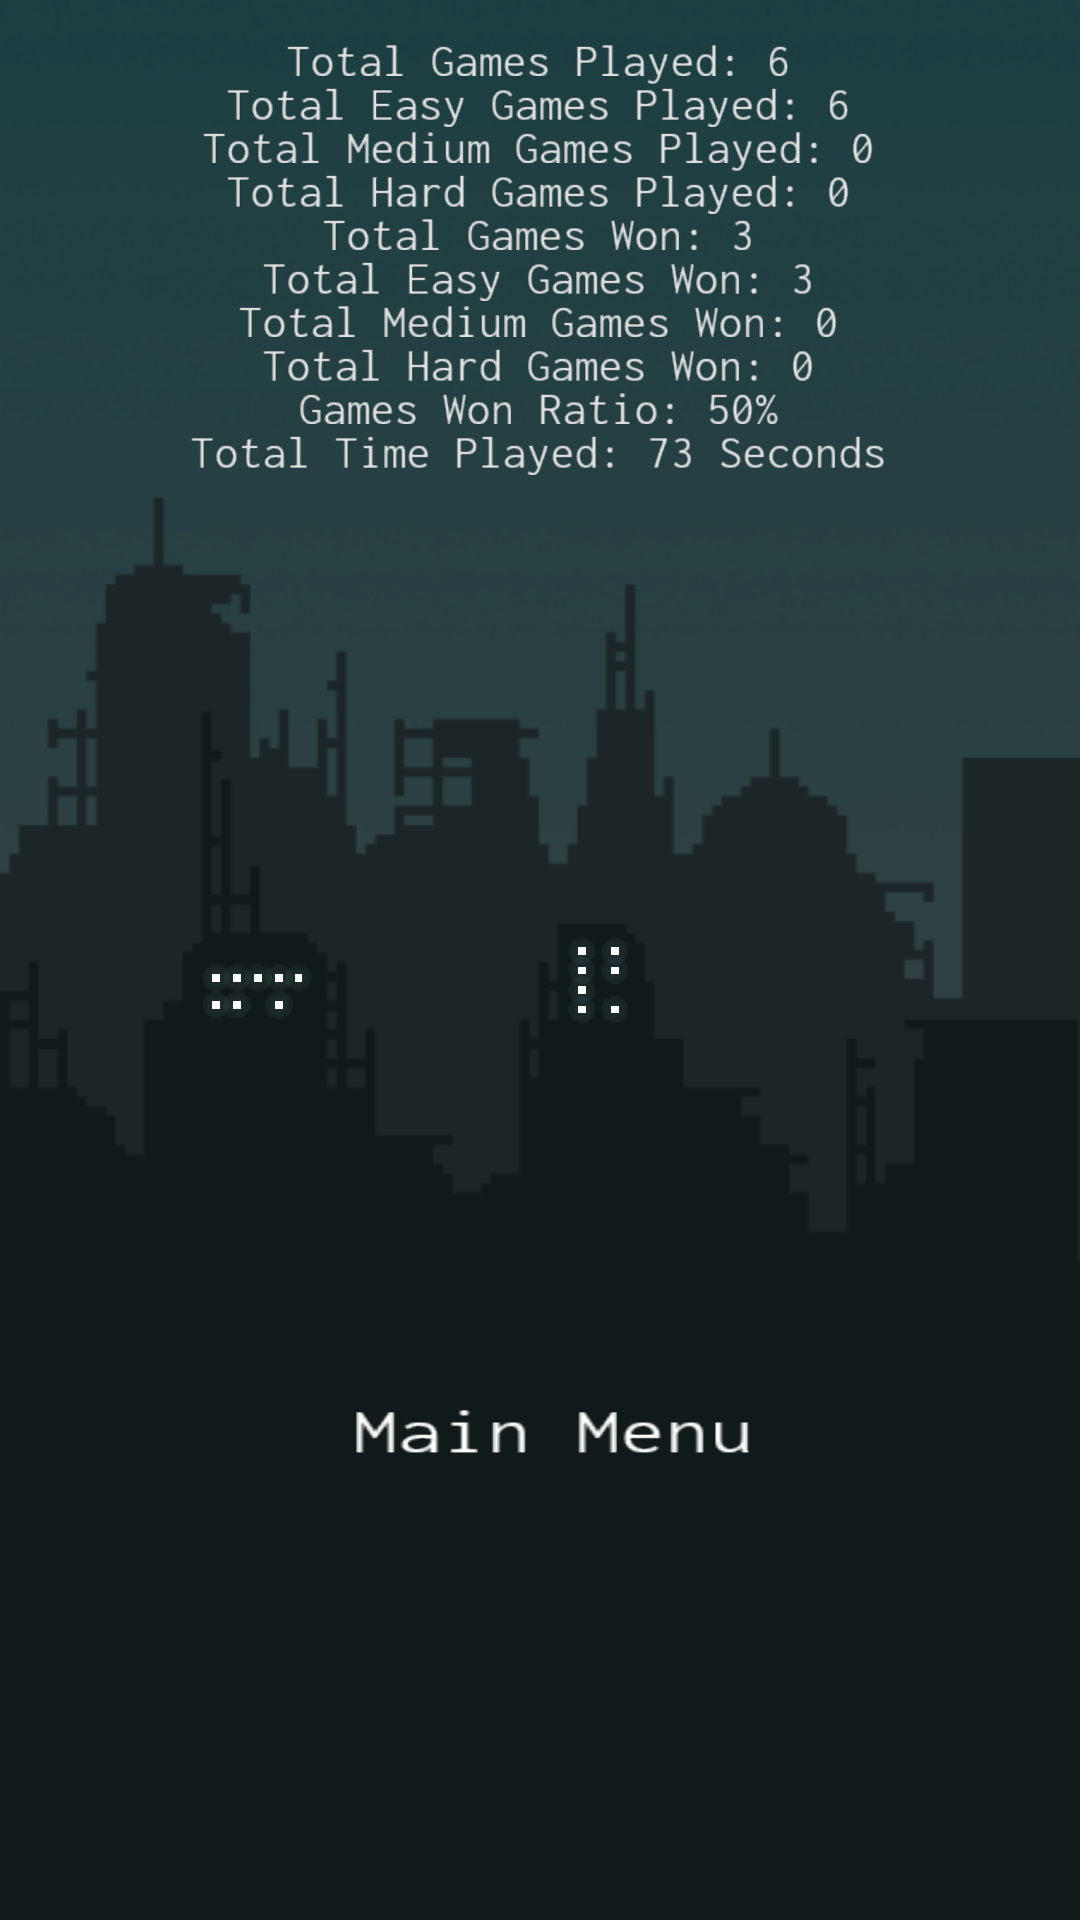 Total Games Played: 6
Total Easy Games Played: 6
Total Medium Games Played: 0
Total Hard Games Played: 0
Total Games Won: 3
Total Easy Games Won: 3
Total Medium Games Won: 0
Total Hard Games Won: 0
Games Won Ratio: 50%
Total Time Played: 73 Seconds
Main Menu